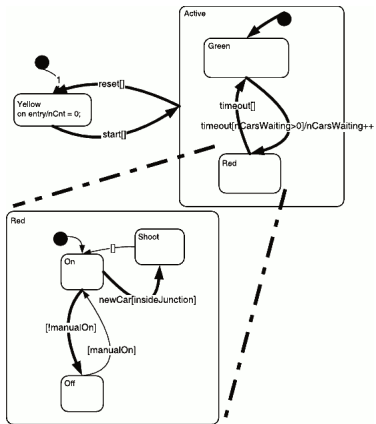 Active
Green
1
reset[]
Yellow
on entry/nCnt = 0;
start[]
timeout[]
timeout[nCarsWaiting>0]/nCarsWaiting++
Red
Red
Shoot
[]
On
newCar[insideJunction]
[!manualOn]
[manualOn]
Off